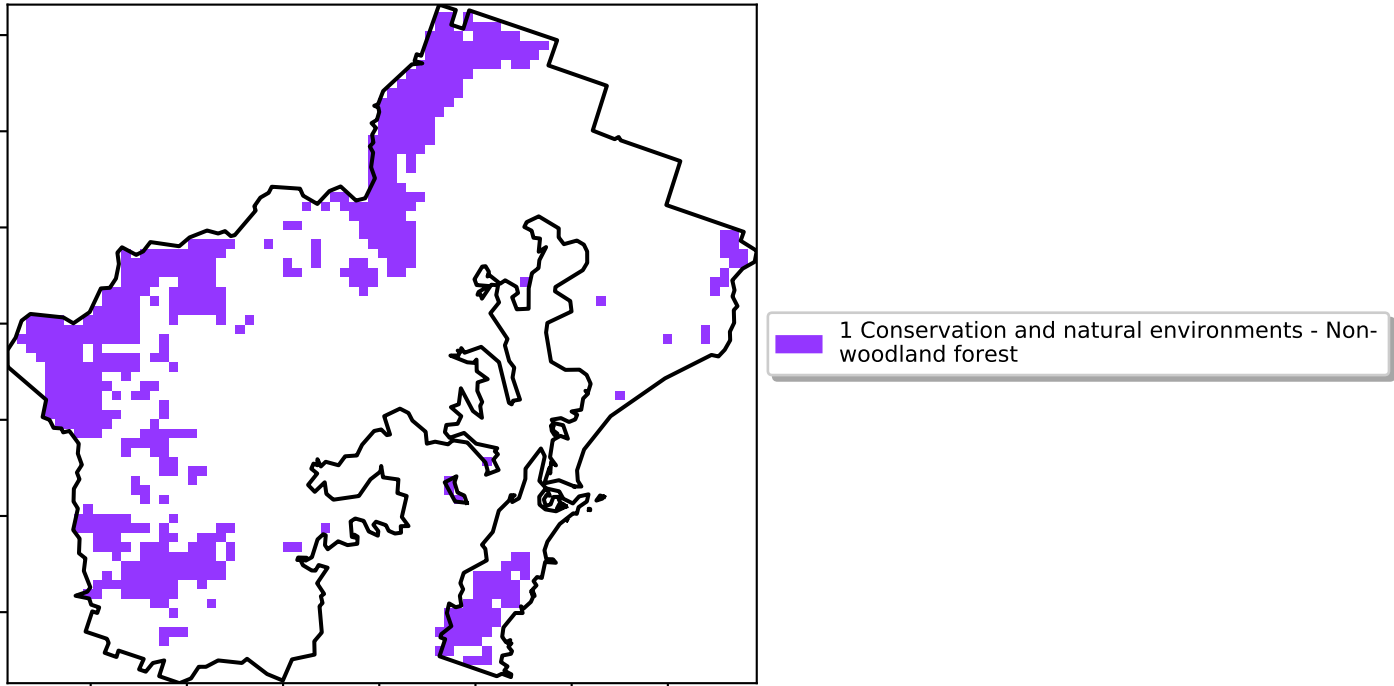 1 Conservation and natural environments - Non-
woodland forest